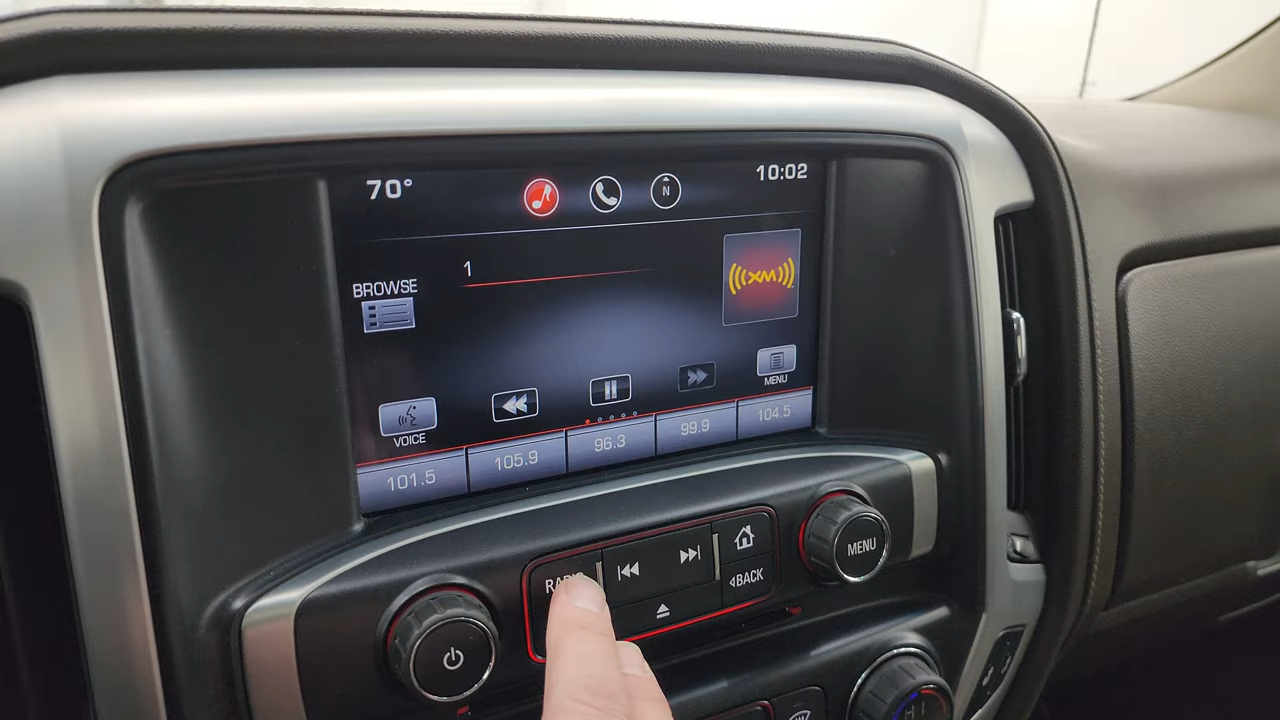 70°
N
10:02
1
BROWSE
((XM))
VOICE
MENU
101.5
105.9
96.3
99.9
104.5
MENU
BACK